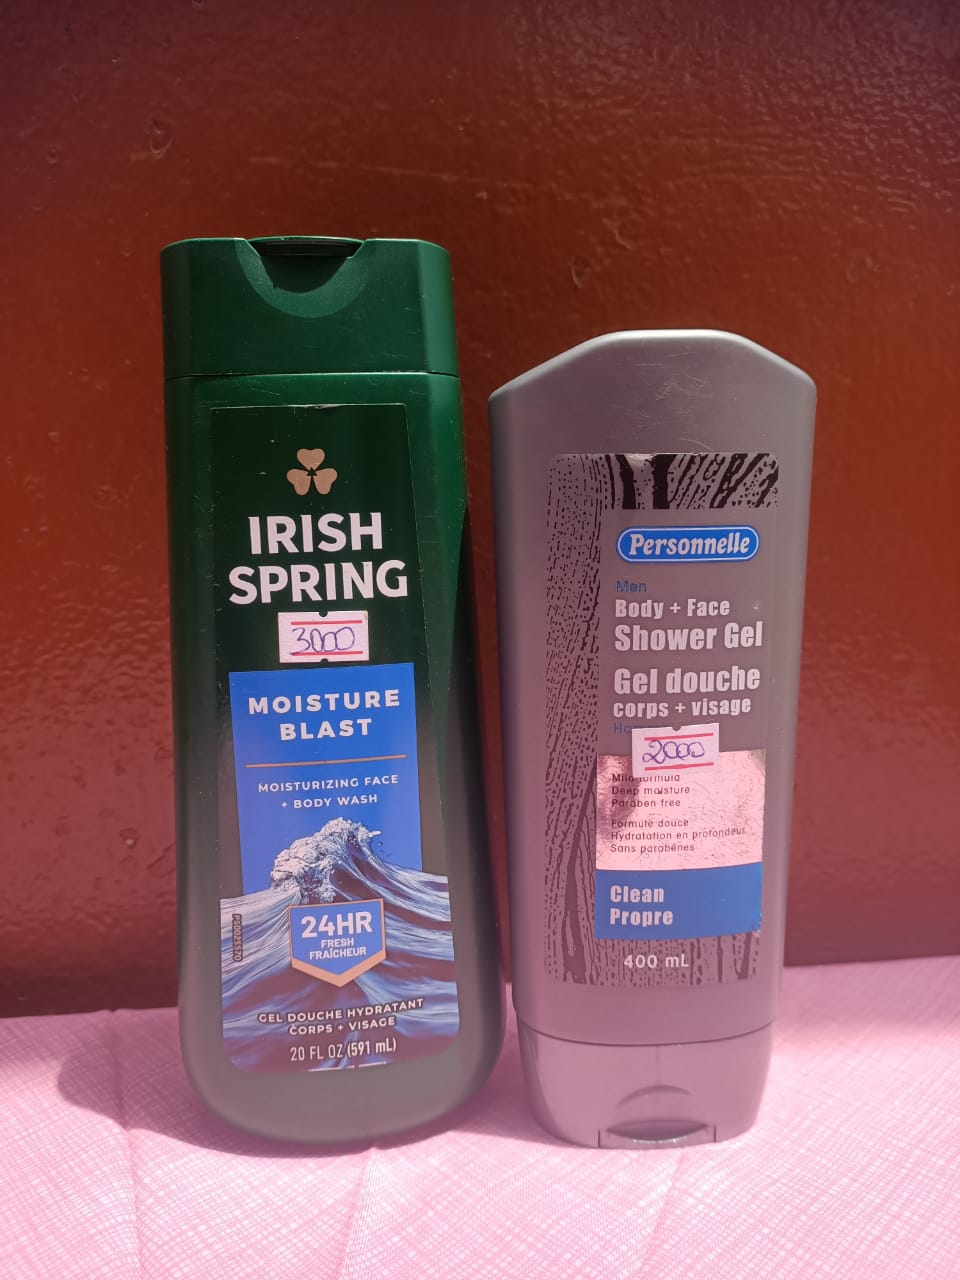 IRISH
SPRING
3000
MOISTURE
BLAST
MOISTURIZING FACE
+ BODY WASH
24HR
FRESH
FRAÎCHEUR
GEL DOUCHE HYDRATANT
CORPS + VISAGE
20 FL OZ (591 mL)
Personnelle
Men
Body + Face
Shower Gel
Gel douche
corps + visage
2000
Mild formula
Deep moisture
Paraben free
Formule douce
Hydratation en profondeur
Sans parabènes
Clean
Propre
400 mL